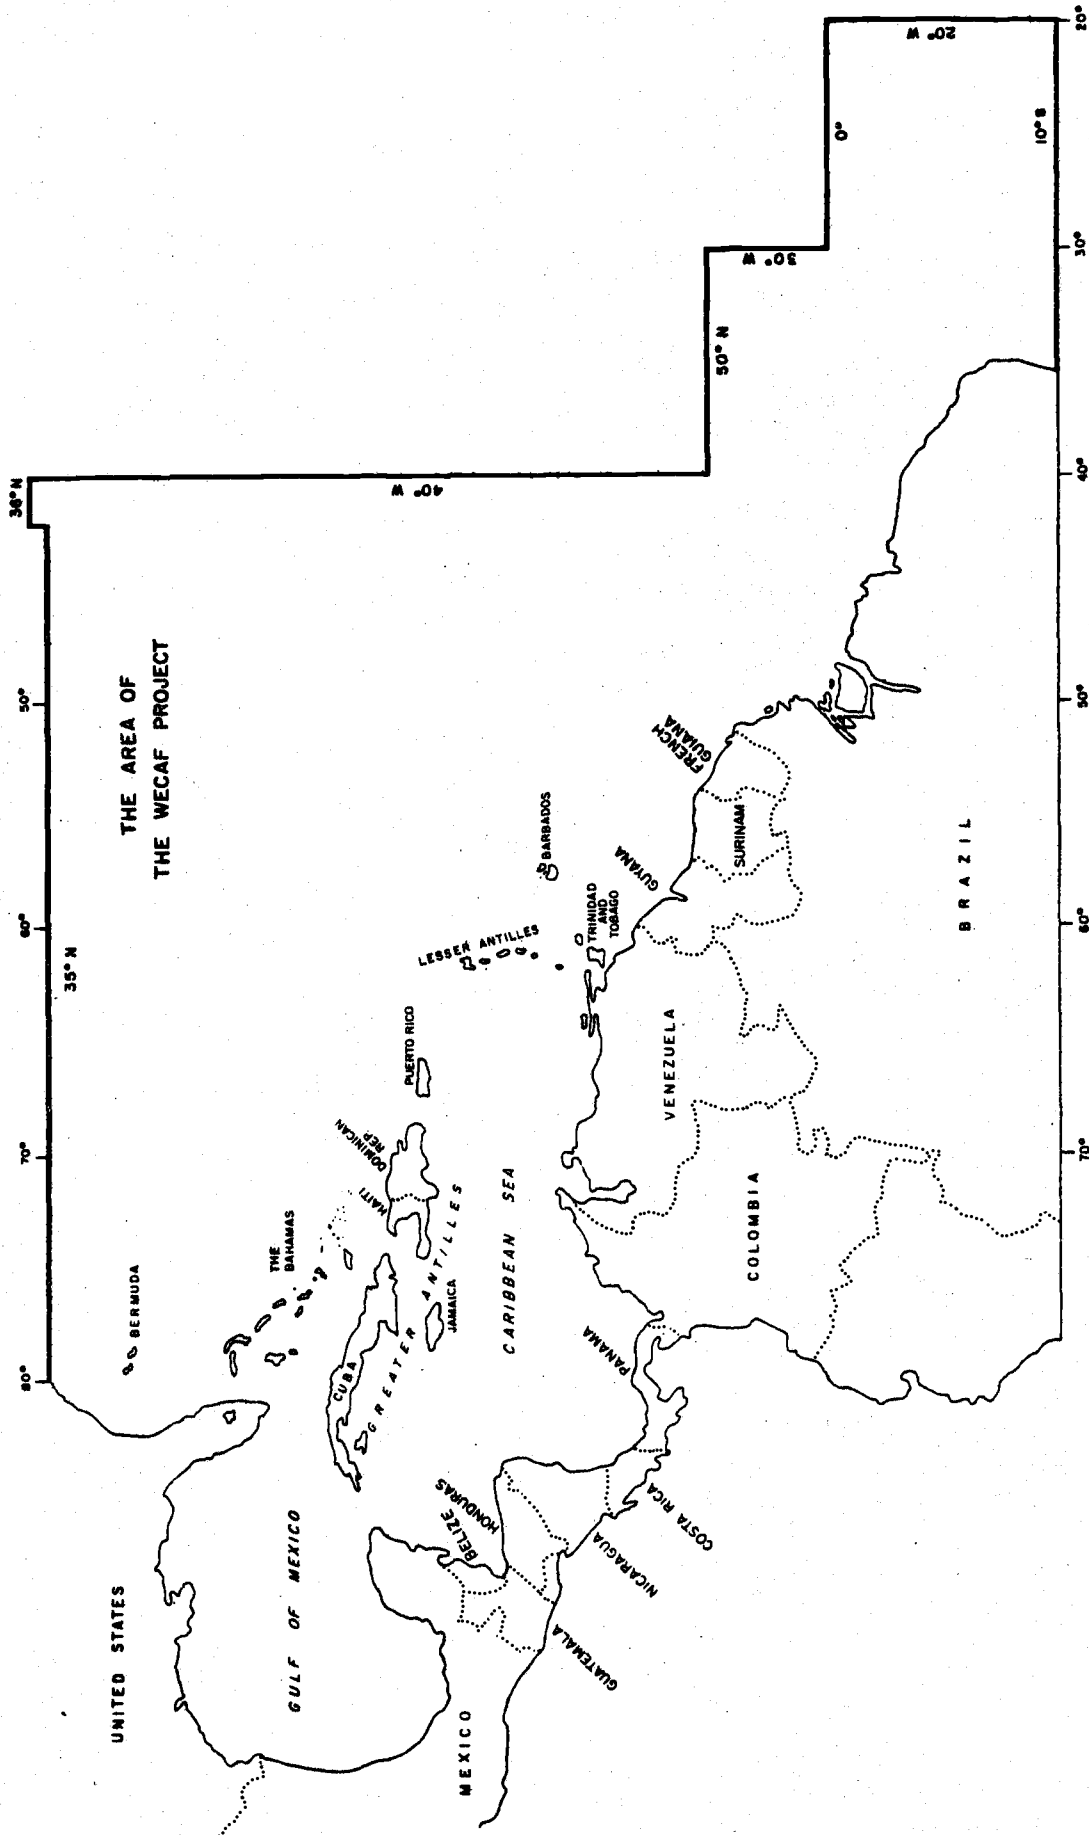 THE AREA OF
THE WECAF PROJECT
36° N
35° N
80°
70°
60°
50°
40° W
50° N
30° W
0°
20° W
10° S
UNITED STATES
BERMUDA
GULF OF MEXICO
THE
BAHAMAS
CUBA
GREATER ANTILLES
HAITI
DOMINICAN
REP.
PUERTO RICO
JAMAICA
LESSER ANTILLES
CARIBBEAN SEA
BARBADOS
TRINIDAD
AND
TOBAGO
MEXICO
BELIZE
HONDURAS
GUATEMALA
NICARAGUA
COSTA RICA
PANAMA
COLOMBIA
VENEZUELA
GUYANA
SURINAM
FRENCH
GUIANA
BRAZIL
70°
60°
50°
40°
30°
20°